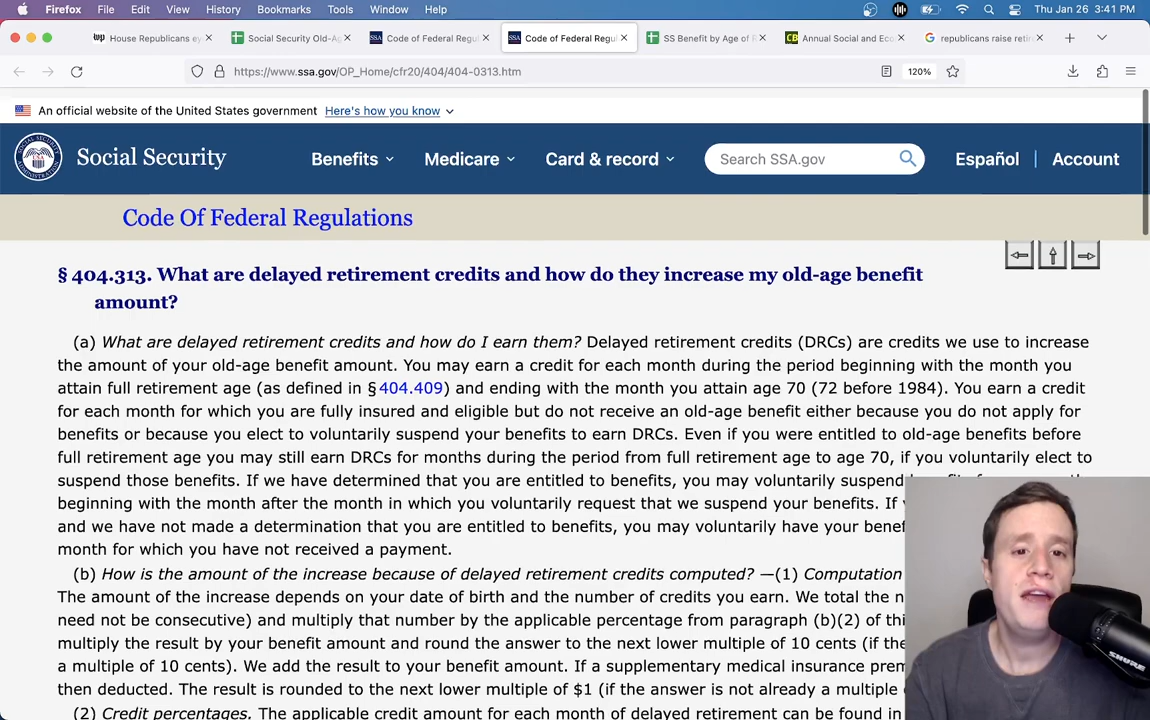 Firefox File Edit View History Bookmarks Tools Window Help Thu Jan 26 3:41 PM
wp House Republicans ey Social Security Old-Ag Code of Federal Regul Code of Federal Regul SS Benefit by Age of R CB Annual Social and Eco republicans raise retir
https://www.ssa.gov/OP_Home/cfr20/404/404-0313.htm 120%
An official website of the United States government Here's how you know
Social Security Benefits Medicare Card & record Search SSA.gov Español Account
Code Of Federal Regulations
§ 404.313. What are delayed retirement credits and how do they increase my old-age benefit
amount?
(a) What are delayed retirement credits and how do I earn them? Delayed retirement credits (DRCs) are credits we use to increase
the amount of your old-age benefit amount. You may earn a credit for each month during the period beginning with the month you
attain full retirement age (as defined in § 404.409) and ending with the month you attain age 70 (72 before 1984). You earn a credit
for each month for which you are fully insured and eligible but do not receive an old-age benefit either because you do not apply for
benefits or because you elect to voluntarily suspend your benefits to earn DRCs. Even if you were entitled to old-age benefits before
full retirement age you may still earn DRCs for months during the period from full retirement age to age 70, if you voluntarily elect to
suspend those benefits. If we have determined that you are entitled to benefits, you may voluntarily suspend
beginning with the month after the month in which you voluntarily request that we suspend your benefits. If
and we have not made a determination that you are entitled to benefits, you may voluntarily have your benef
month for which you have not received a payment.
(b) How is the amount of the increase because of delayed retirement credits computed? —(1) Computation
The amount of the increase depends on your date of birth and the number of credits you earn. We total the n
need not be consecutive) and multiply that number by the applicable percentage from paragraph (b)(2) of thi
multiply the result by your benefit amount and round the answer to the next lower multiple of 10 cents (if the
a multiple of 10 cents). We add the result to your benefit amount. If a supplementary medical insurance prem
then deducted. The result is rounded to the next lower multiple of $1 (if the answer is not already a multiple
(2) Credit percentages. The applicable credit amount for each month of delayed retirement can be found in
SHURE